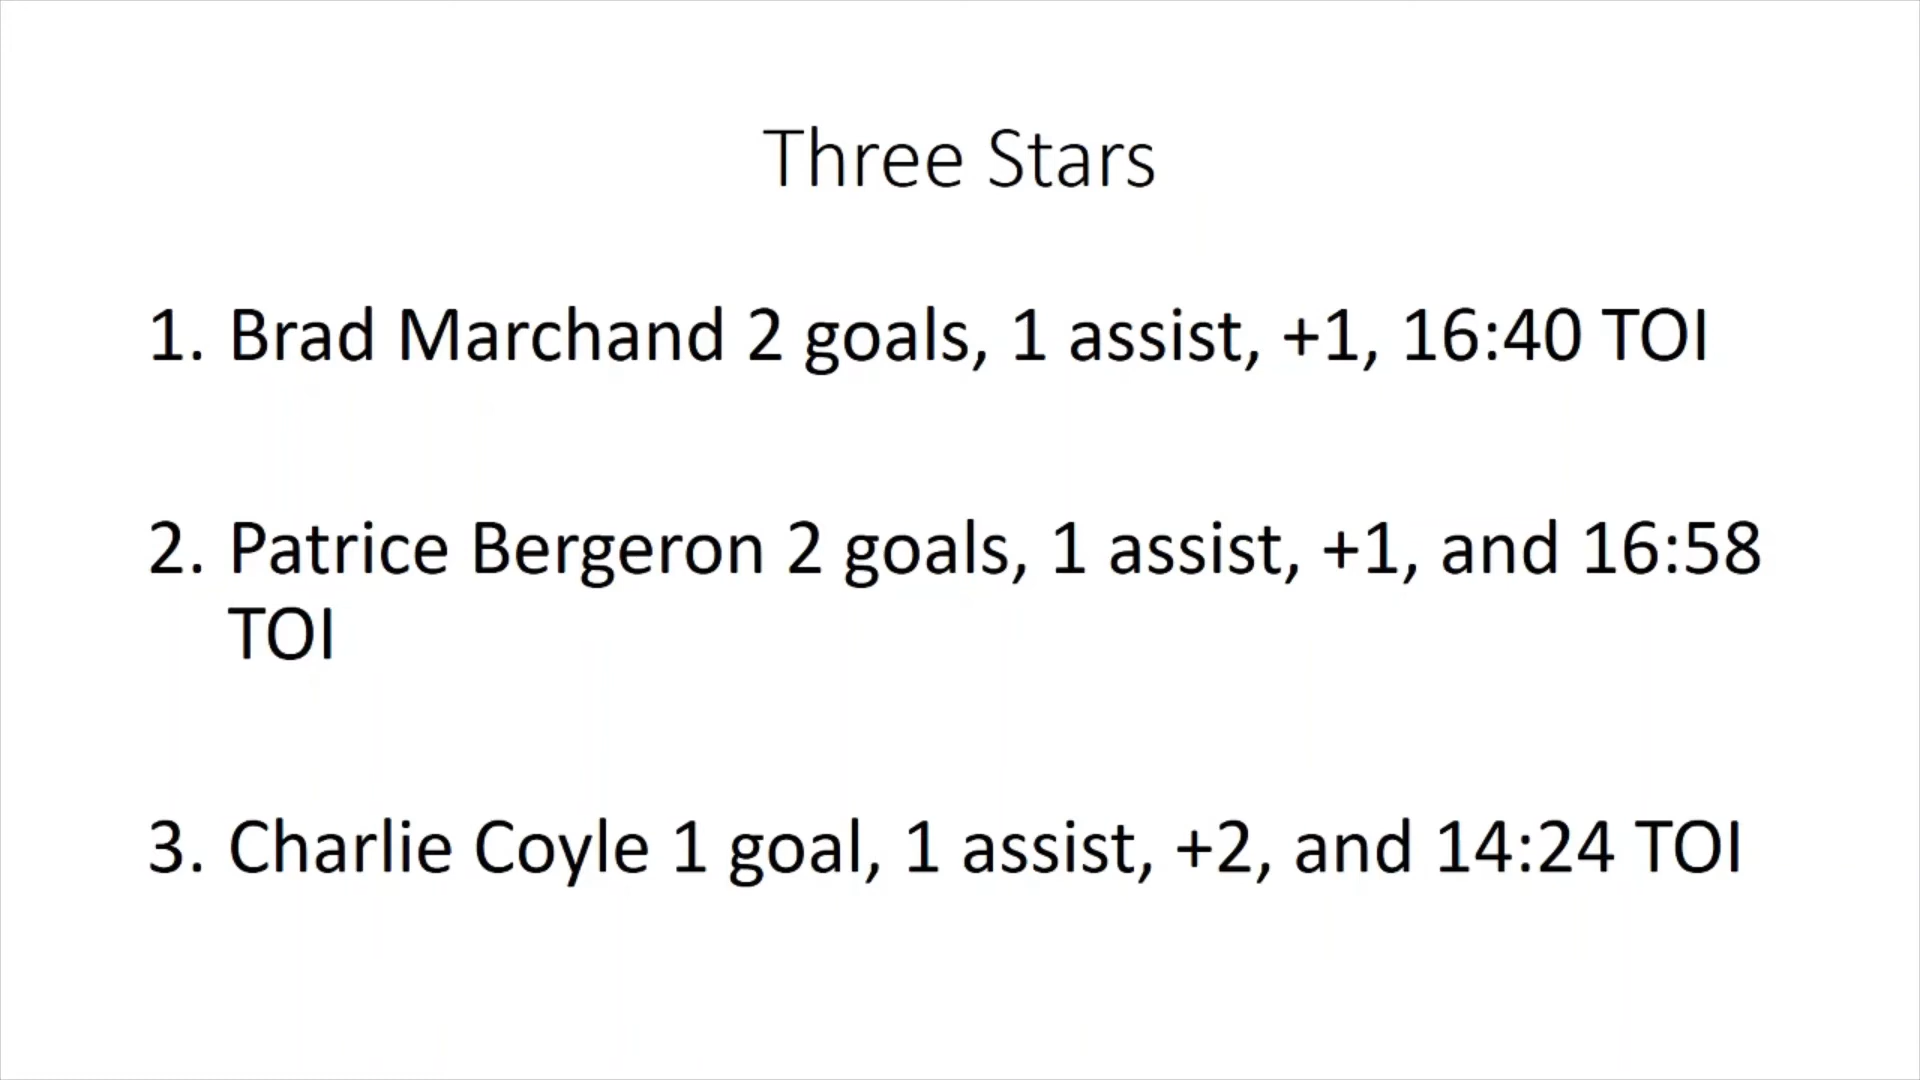 Three Stars
1. Brad Marchand 2 goals, 1 assist, +1, 16:40 TOI
2. Patrice Bergeron 2 goals, 1 assist, +1, and 16:58
TOI
3. Charlie Coyle 1 goal, 1 assist, +2, and 14:24 TOI